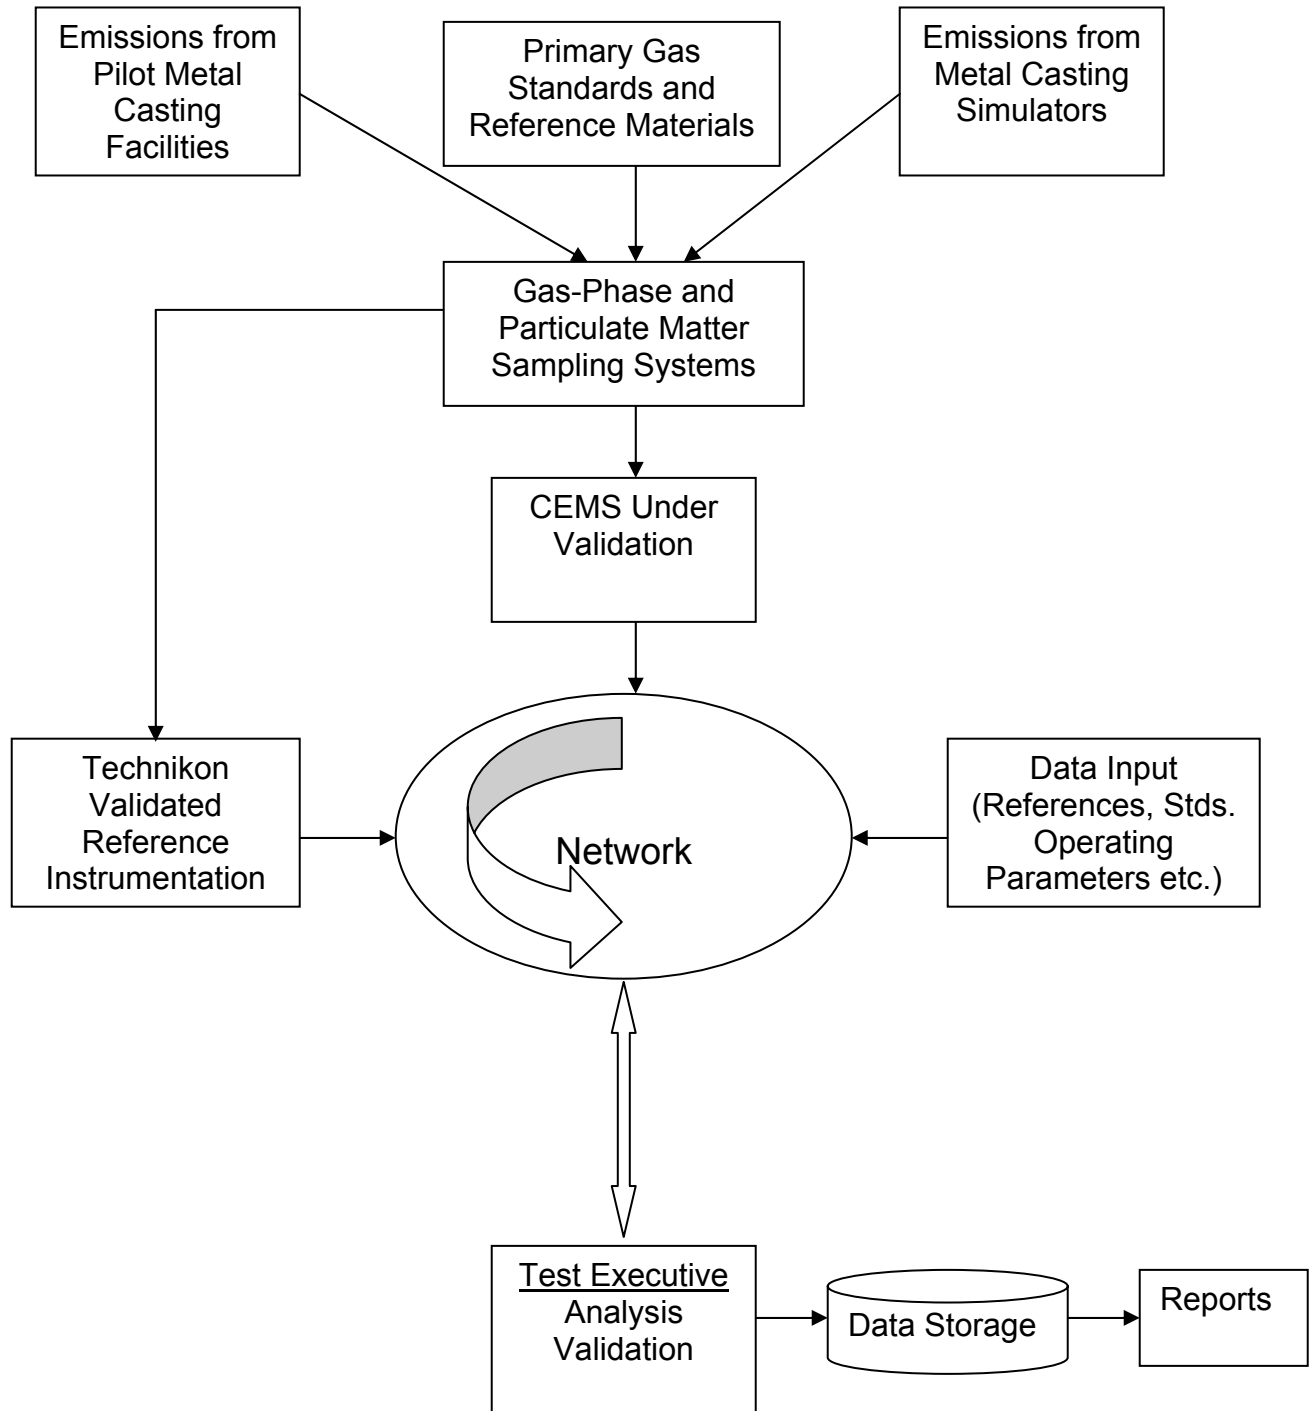 Emissions from
Pilot Metal
Casting
Facilities
Primary Gas
Standards and
Reference Materials
Emissions from
Metal Casting
Simulators
Gas-Phase and
Particulate Matter
Sampling Systems
CEMS Under
Validation
Technikon
Validated
Reference
Instrumentation
Network
Data Input
(References, Stds.
Operating
Parameters etc.)
Test Executive
Analysis
Validation
Data Storage
Reports